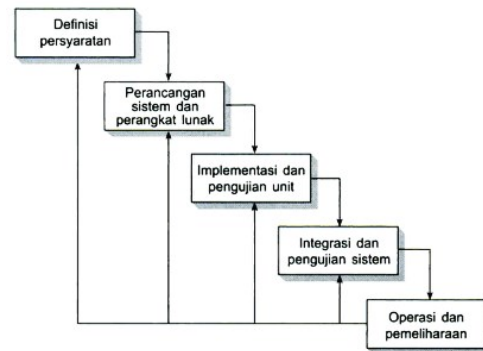 Definisi
persyaratan
Perancangan
sistem dan
perangkat lunak
Implementasi dan
pengujian unit
Integrasi dan
pengujian sistem
Operasi dan
pemeliharaan